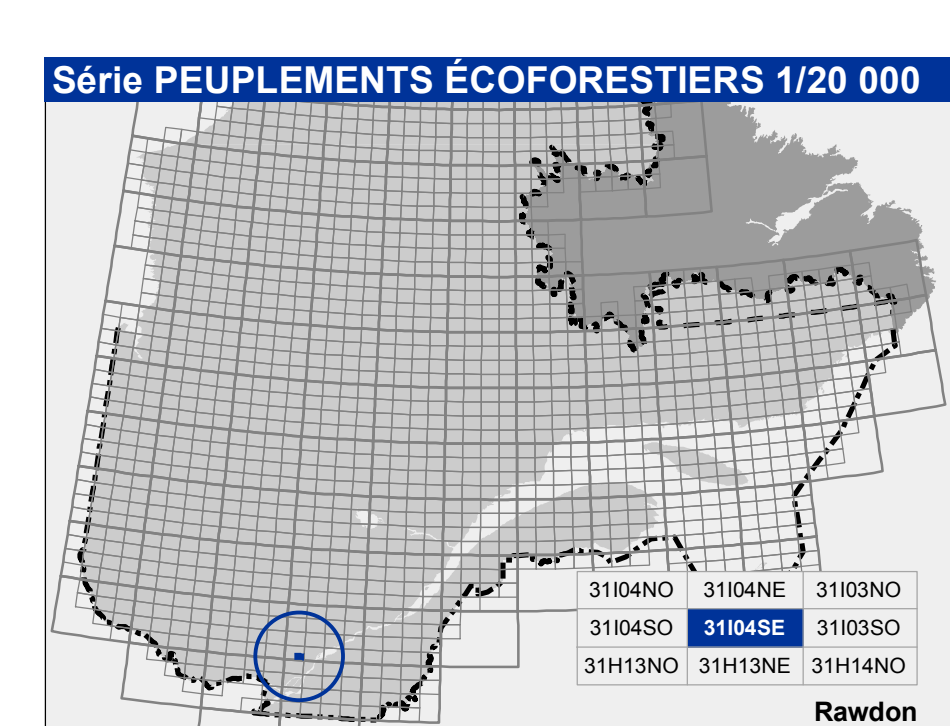 Série PEUPLEMENTS ÉCOFORESTIERS 1/20 000
31I04NO 31I04NE 31I03NO
31I04SO 31I04SE 31I03SO
31H13NO 31H13NE 31H14NO
Rawdon